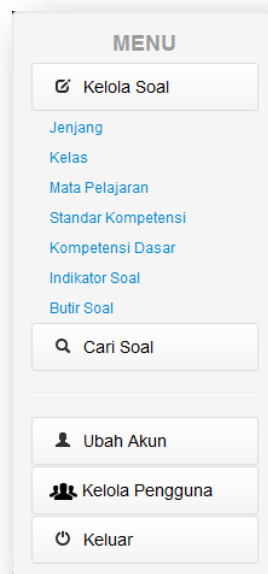 MENU
Kelola Soal
Jenjang
Kelas
Mata Pelajaran
Standar Kompetensi
Kompetensi Dasar
Indikator Soal
Butir Soal
Cari Soal
Ubah Akun
Kelola Pengguna
Keluar